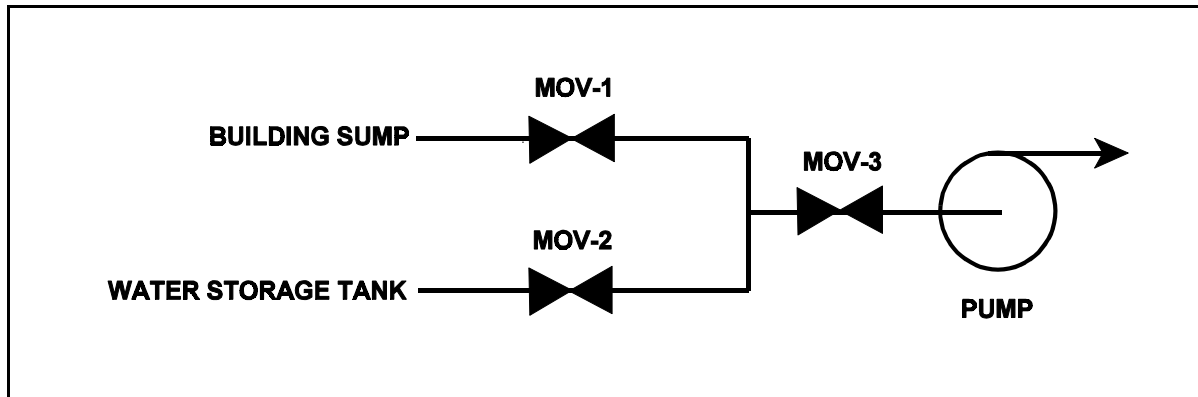 MOV-1
BUILDING SUMP
MOV-3
MOV-2
WATER STORAGE TANK
PUMP